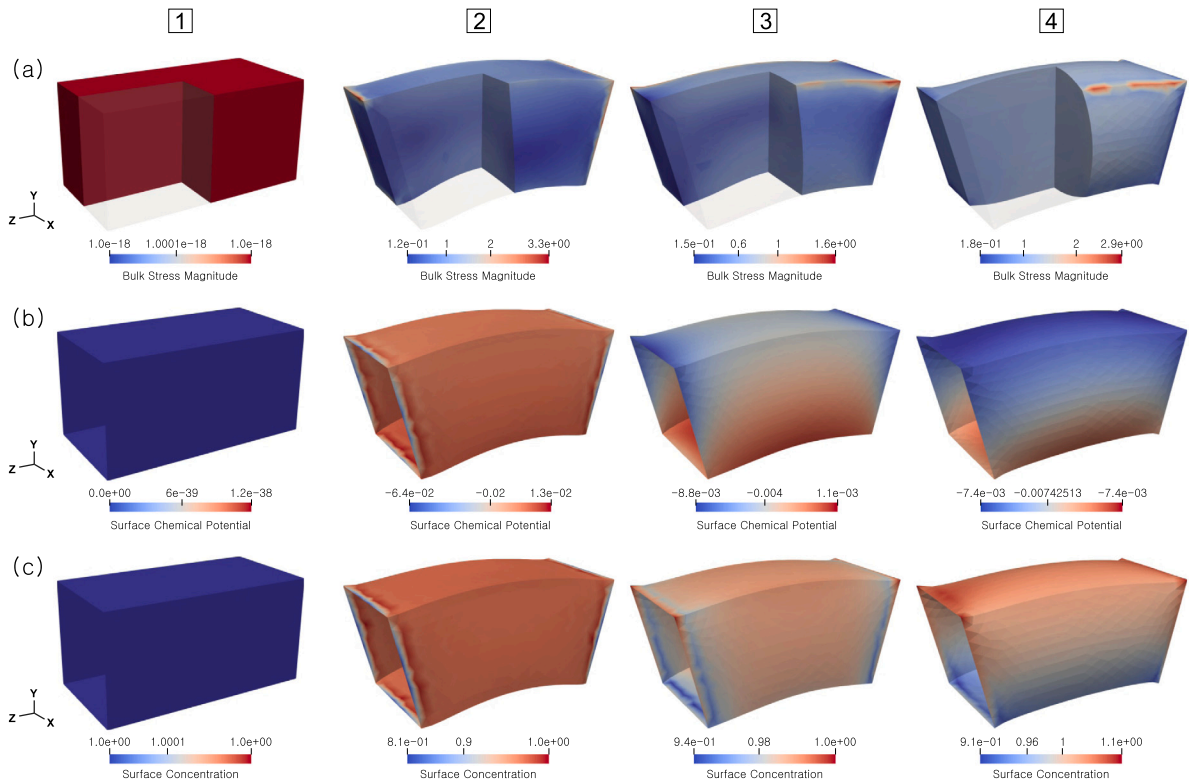 1 2 3 4
(a)
Y
Z X
1.0e-18 1.0001e-18 1.0e-18
Bulk Stress Magnitude
1.2e-01 1 2 3.3e+00
Bulk Stress Magnitude
1.5e-01 0.6 1 1.6e+00
Bulk Stress Magnitude
1.8e-01 1 2 2.9e+00
Bulk Stress Magnitude
(b)
Y
Z X
0.0e+00 6e-39 1.2e-38
Surface Chemical Potential
-6.4e-02 -0.02 1.3e-02
Surface Chemical Potential
-8.8e-03 -0.004 1.1e-03
Surface Chemical Potential
-7.4e-03 -0.00742513 -7.4e-03
Surface Chemical Potential
(c)
Y
Z X
1.0e+00 1.0001 1.0e+00
Surface Concentration
8.1e-01 0.9 1.0e+00
Surface Concentration
9.4e-01 0.98 1.0e+00
Surface Concentration
9.1e-01 0.96 1 1.1e+00
Surface Concentration